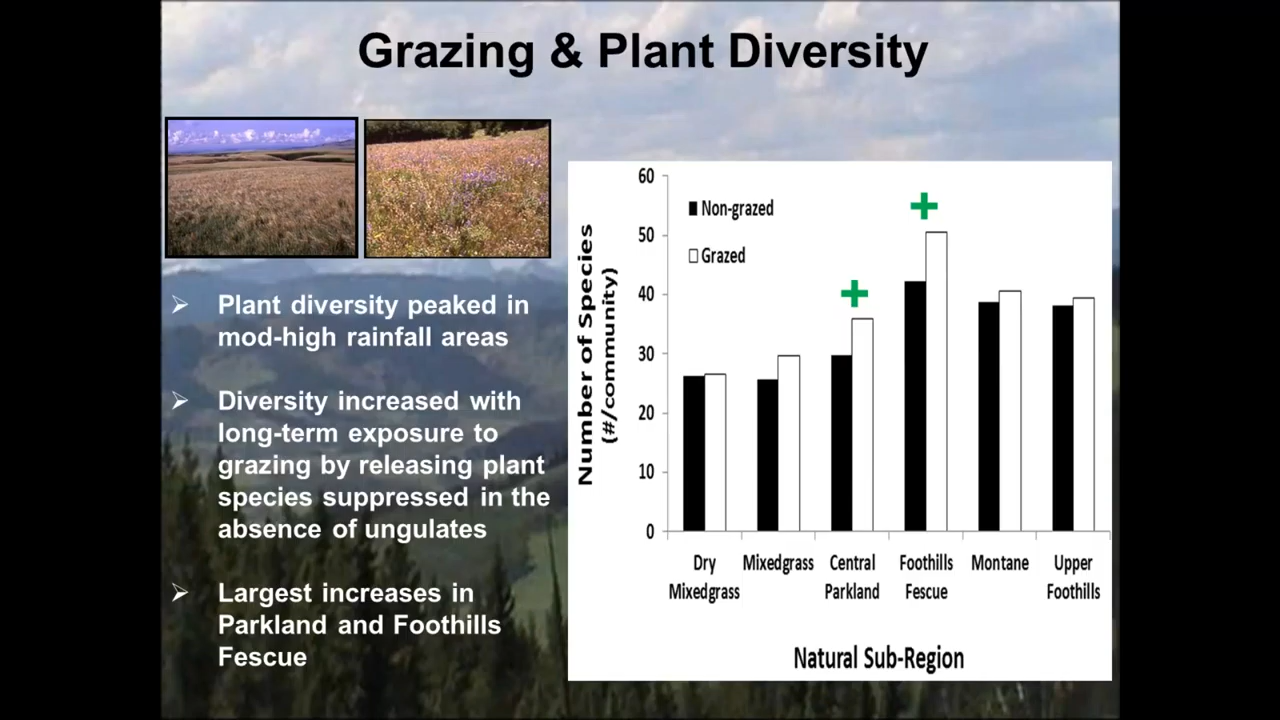 Grazing & Plant Diversity
➢ Plant diversity peaked in
mod-high rainfall areas
➢ Diversity increased with
long-term exposure to
grazing by releasing plant
species suppressed in the
absence of ungulates
➢ Largest increases in
Parkland and Foothills
Fescue
Number of Species
(#/community)
60
50
40
30
20
10
0
Non-grazed
Grazed
+
+
Dry
Mixedgrass
Mixedgrass
Central
Parkland
Foothills
Fescue
Montane
Upper
Foothills
Natural Sub-Region